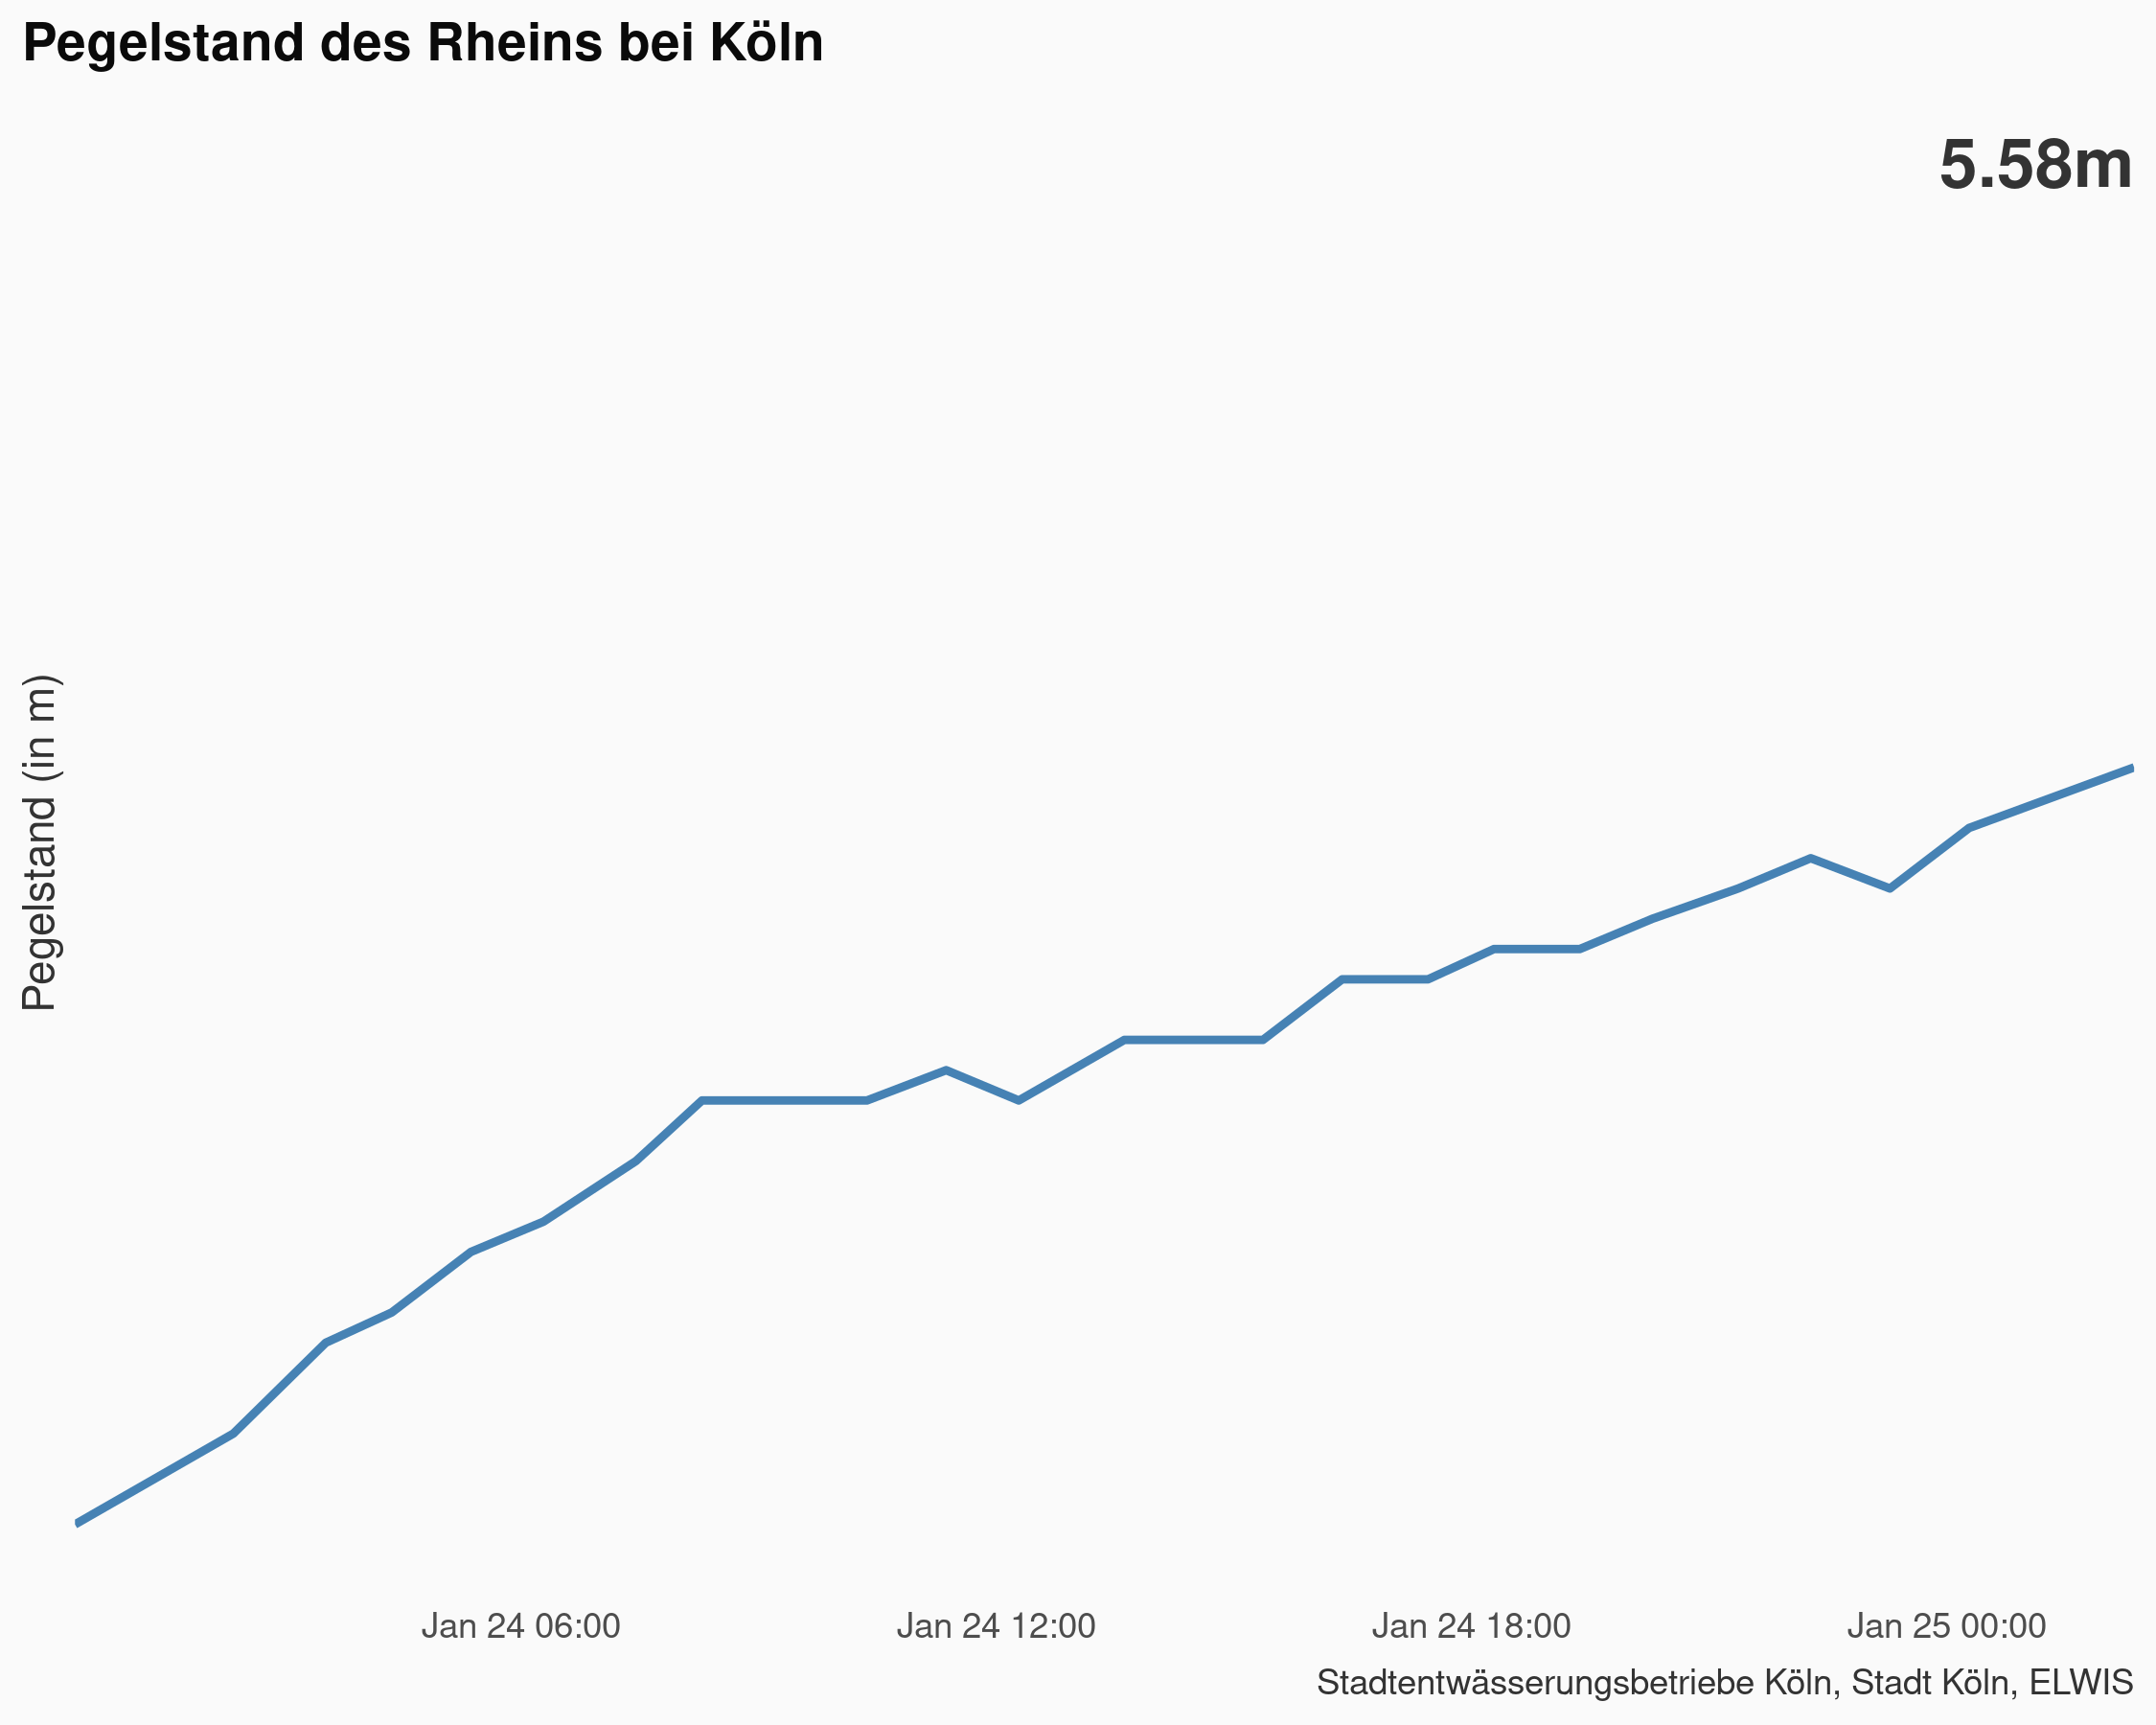 Pegelstand des Rheins bei Köln
5.58m
Pegelstand (in m)
Jan 24 06:00
Jan 24 12:00
Jan 24 18:00
Jan 25 00:00
Stadtentwässerungsbetriebe Köln, Stadt Köln, ELWIS